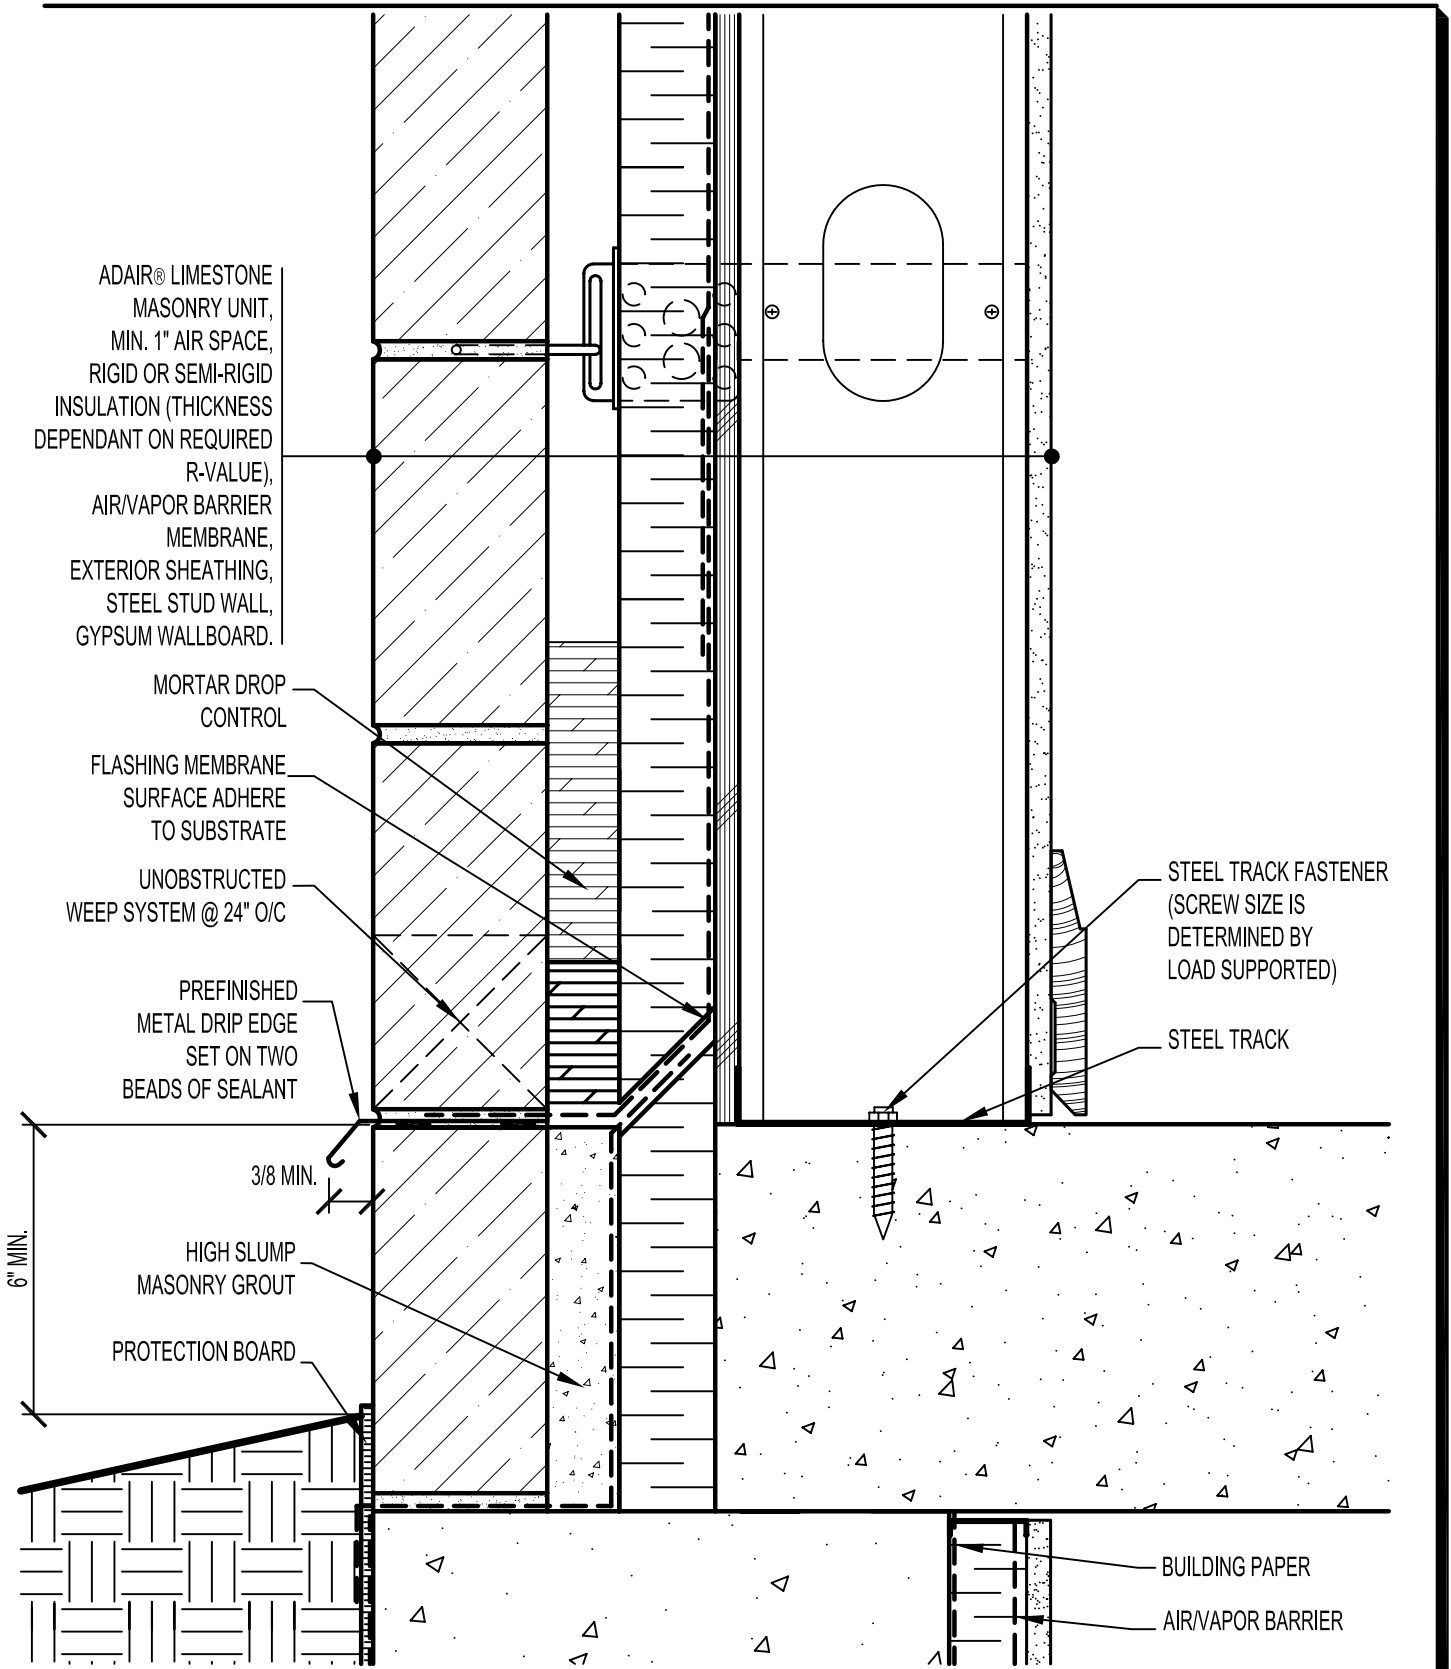 ADAIR® LIMESTONE
MASONRY UNIT,
MIN. 1" AIR SPACE,
RIGID OR SEMI-RIGID
INSULATION (THICKNESS
DEPENDANT ON REQUIRED
R-VALUE),
AIR/VAPOR BARRIER
MEMBRANE,
EXTERIOR SHEATHING,
STEEL STUD WALL,
GYPSUM WALLBOARD.
MORTAR DROP
CONTROL
FLASHING MEMBRANE
SURFACE ADHERE
TO SUBSTRATE
UNOBSTRUCTED
WEEP SYSTEM @ 24" O/C
PREFINISHED
METAL DRIP EDGE
SET ON TWO
BEADS OF SEALANT
3/8 MIN.
6" MIN.
HIGH SLUMP
MASONRY GROUT
PROTECTION BOARD
STEEL TRACK FASTENER
(SCREW SIZE IS
DETERMINED BY
LOAD SUPPORTED)
STEEL TRACK
BUILDING PAPER
AIR/VAPOR BARRIER